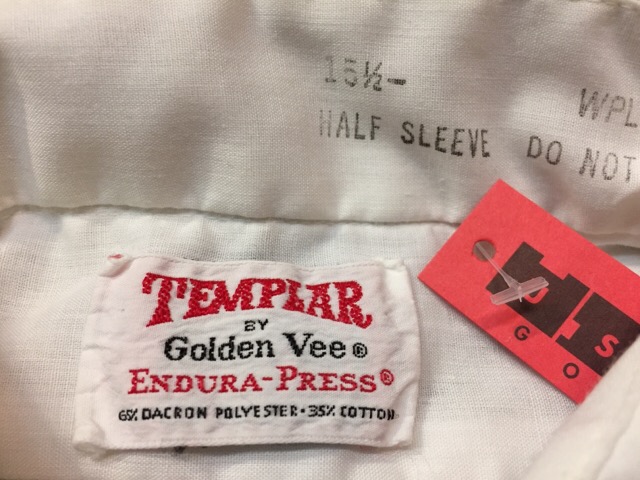 15½-
WPL
HALF SLEEVE DO NOT
TEMPLAR
BY
Golden Vee®
ENDURA-PRESS®
65% DACRON POLYESTER • 35% COTTON
S
G O